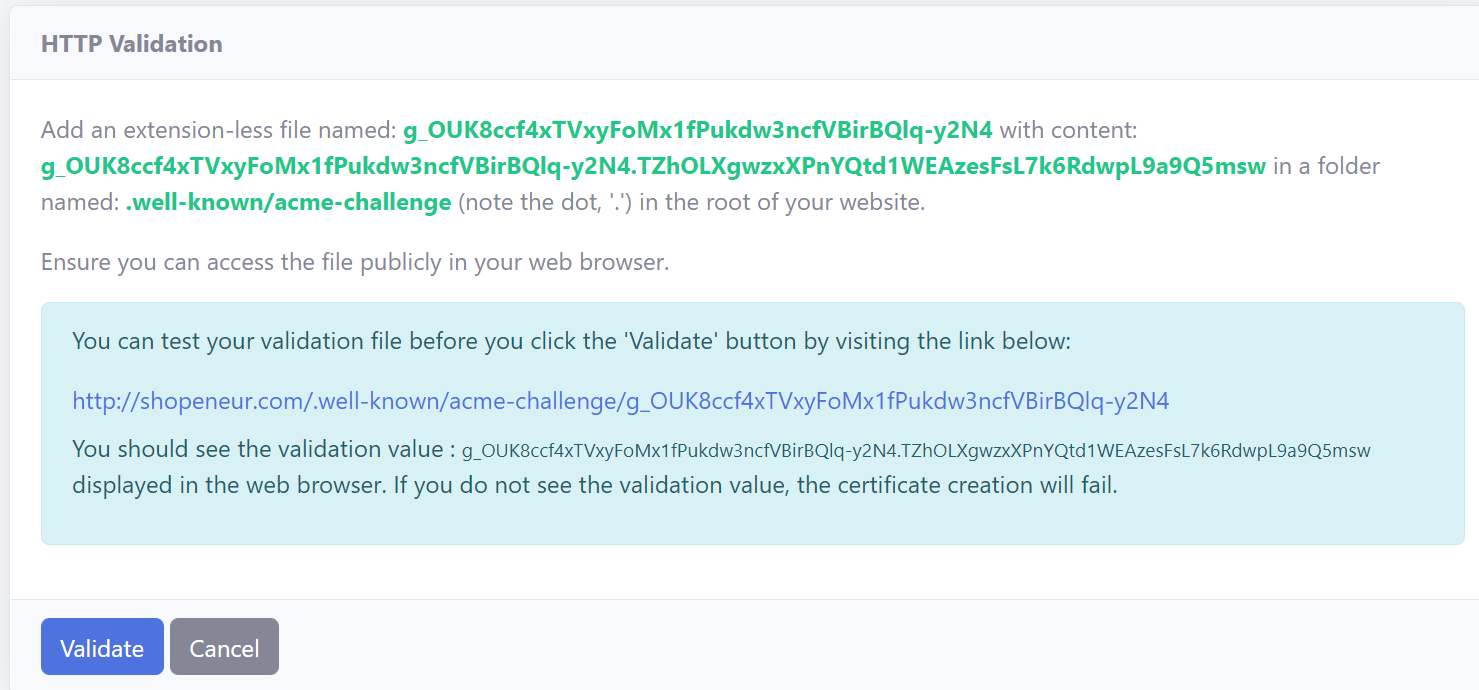 HTTP Validation
Add an extension-less file named: g_OUK8ccf4xTVxyFoMx1fPukdw3ncfVBirBQlq-y2N4 with content:
g_OUK8ccf4xTVxyFoMx1fPukdw3ncfVBirBQlq-y2N4.TZhOLXgwzxXPnYQtd1WEAzesFsL7k6RdwpL9a9Q5msw in a folder
named: .well-known/acme-challenge (note the dot, '.') in the root of your website.
Ensure you can access the file publicly in your web browser.
You can test your validation file before you click the 'Validate' button by visiting the link below:
http://shopeneur.com/.well-known/acme-challenge/g_OUK8ccf4xTVxyFoMx1fPukdw3ncfVBirBQlq-y2N4
You should see the validation value : g_OUK8ccf4xTVxyFoMx1fPukdw3ncfVBirBQlq-y2N4.TZhOLXgwzxXPnYQtd1WEAzesFsL7k6RdwpL9a9Q5msw
displayed in the web browser. If you do not see the validation value, the certificate creation will fail.
Validate Cancel